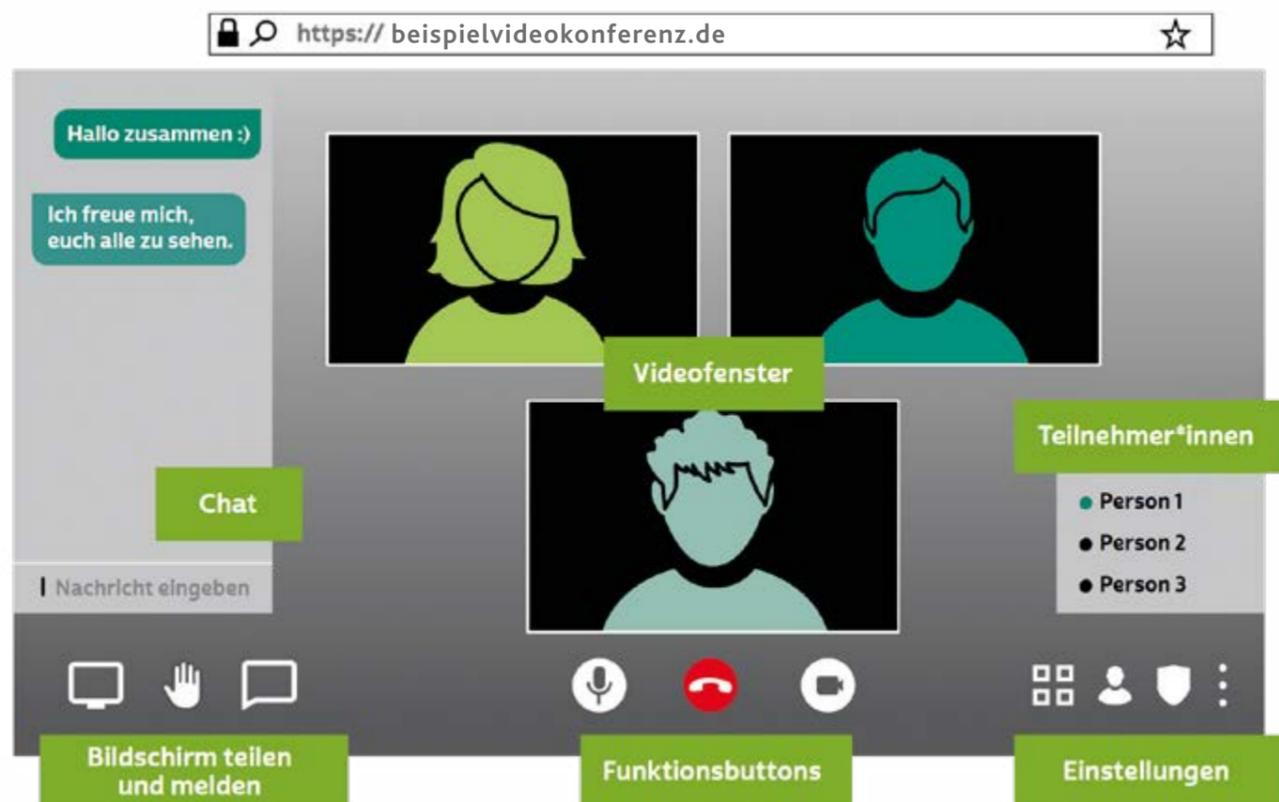 https:// beispielvideokonferenz.de
Hallo zusammen :)
Ich freue mich,
euch alle zu sehen.
Chat
Nachricht eingeben
Videofenster
Teilnehmer*innen
Person 1
Person 2
Person 3
Bildschirm teilen
und melden
Funktionsbuttons
Einstellungen